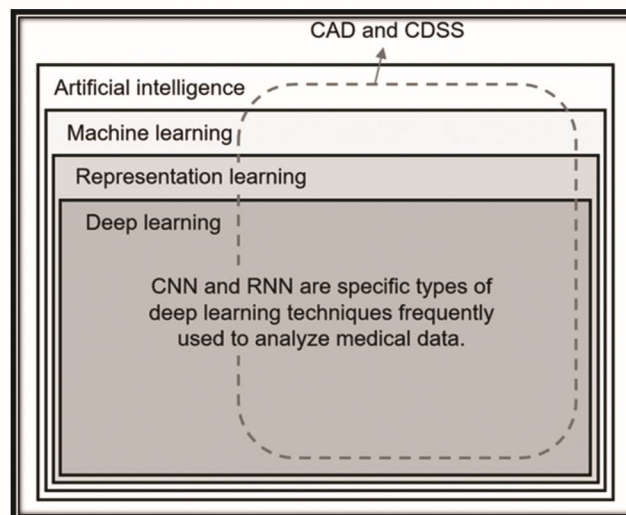 CAD and CDSS
Artificial intelligence
Machine learning
Representation learning
Deep learning
CNN and RNN are specific types of
deep learning techniques frequently
used to analyze medical data.